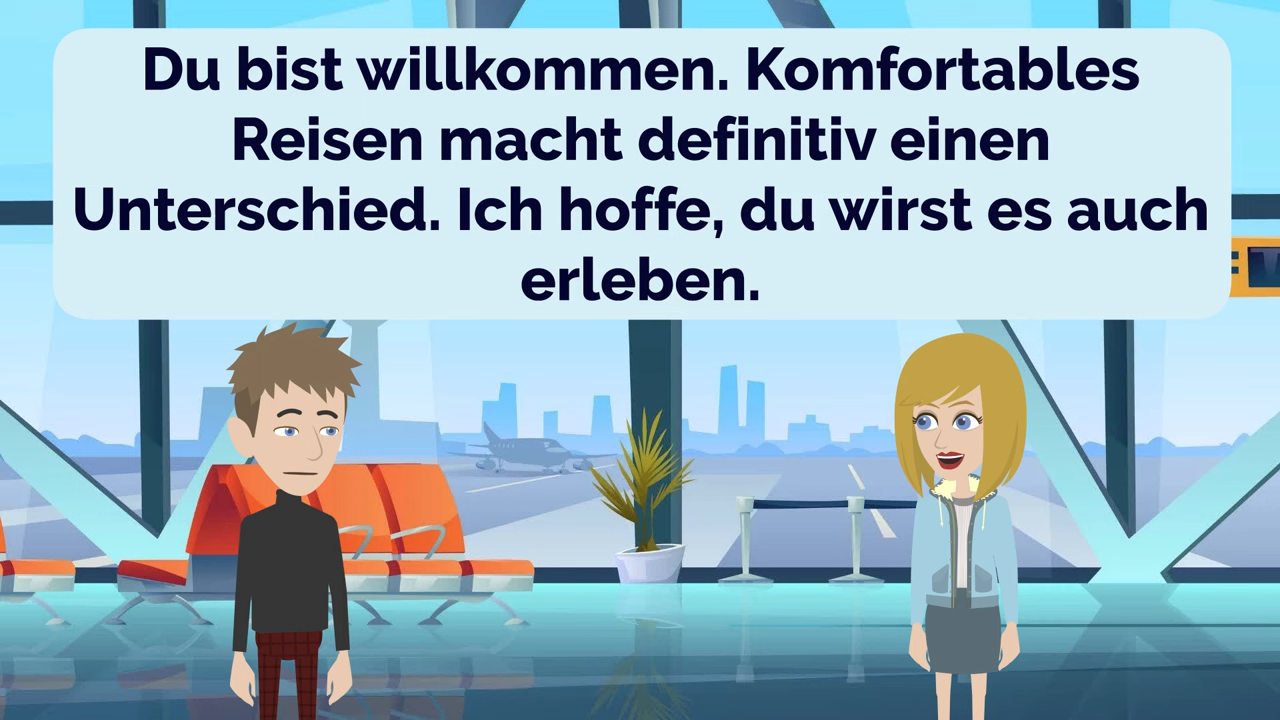 Du bist willkommen. Komfortables
Reisen macht definitiv einen
Unterschied. Ich hoffe, du wirst es auch
erleben.